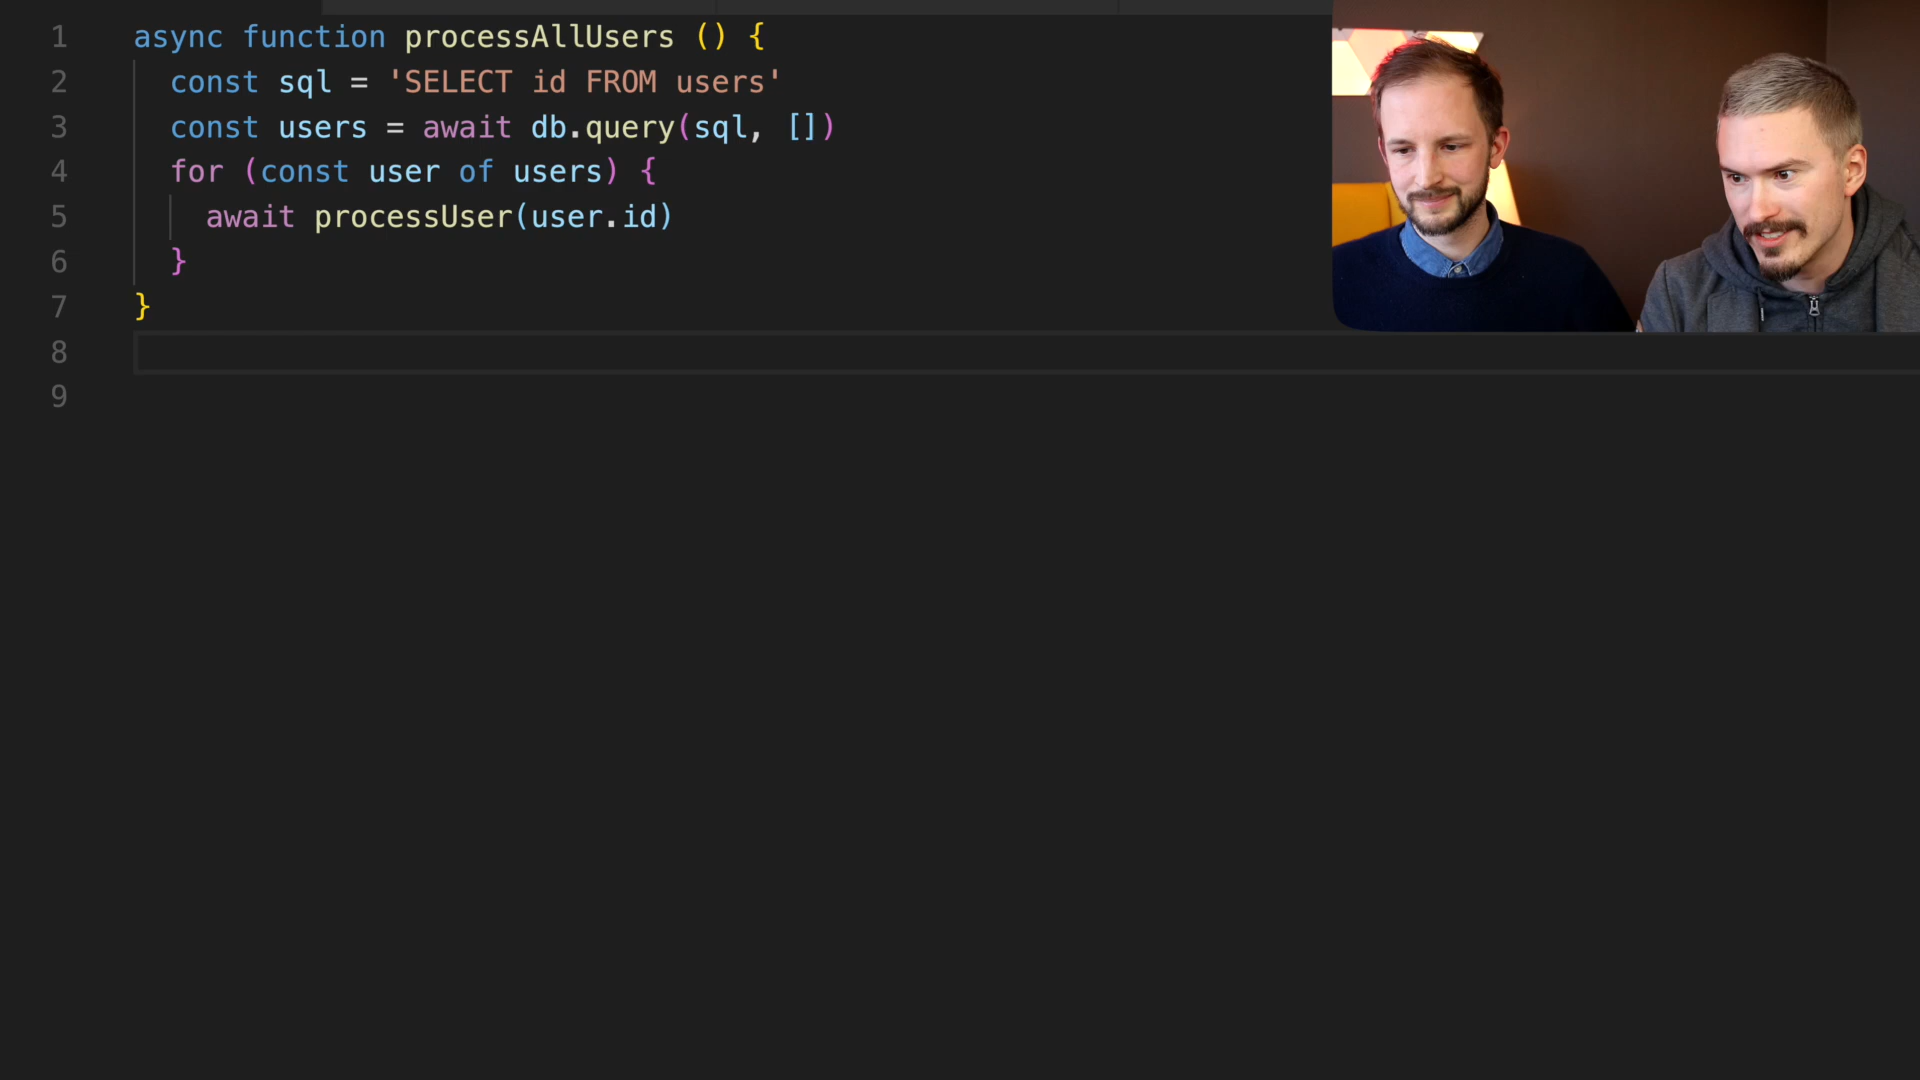 1 async function processAllUsers () {
2 const sql = 'SELECT id FROM users'
3 const users = await db.query(sql, [])
4 for (const user of users) {
5 await processUser(user.id)
6 }
7 }
8
9